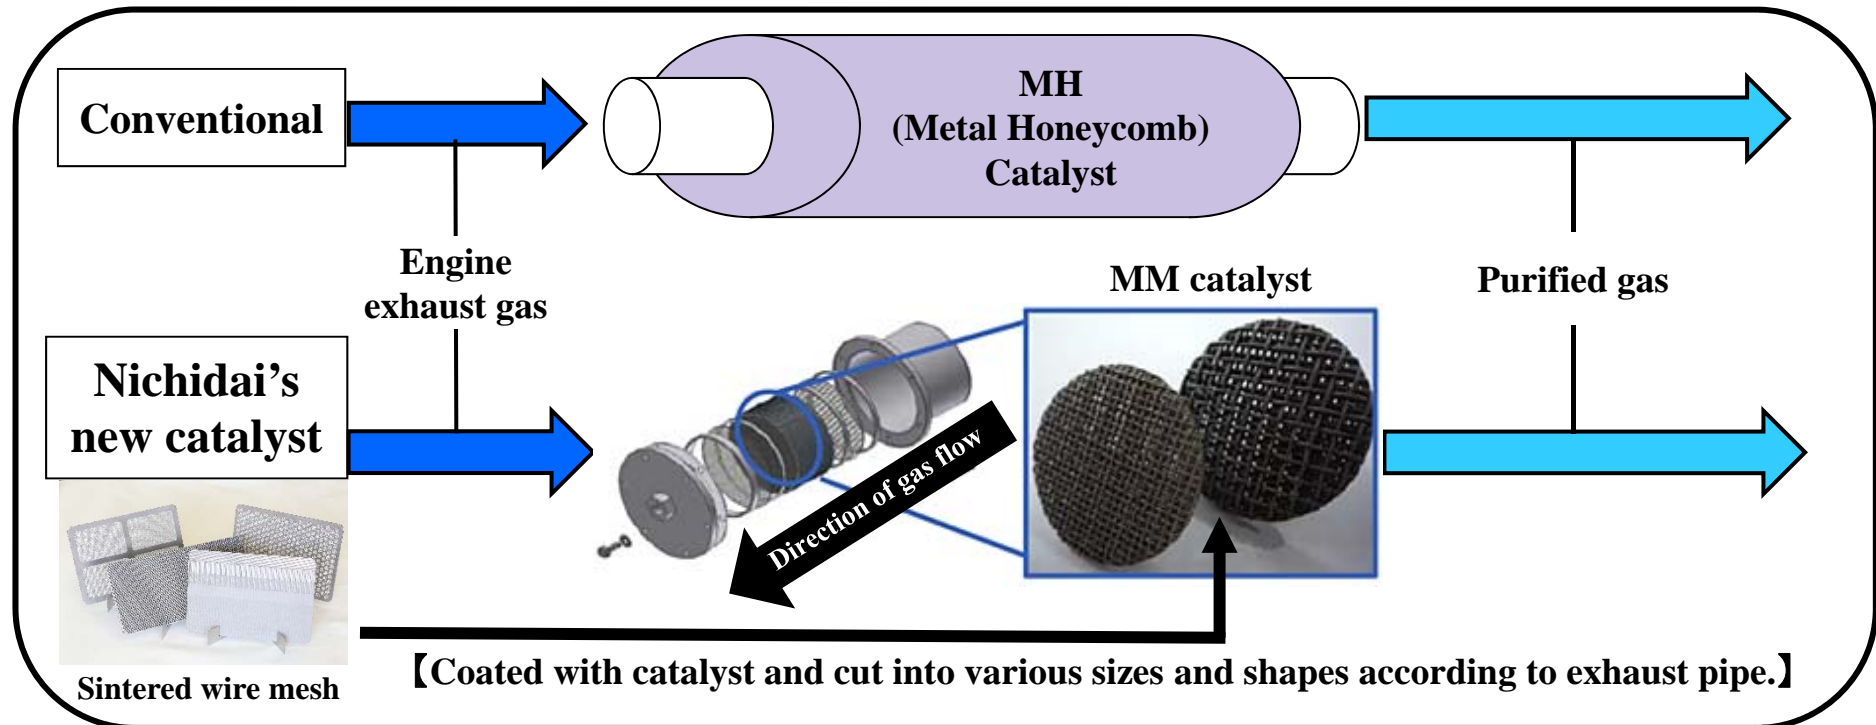 Conventional
MH
(Metal Honeycomb)
Catalyst
Engine
exhaust gas
MM catalyst
Purified gas
Nichidai’s
new catalyst
Direction of gas flow
Sintered wire mesh
【Coated with catalyst and cut into various sizes and shapes according to exhaust pipe.】